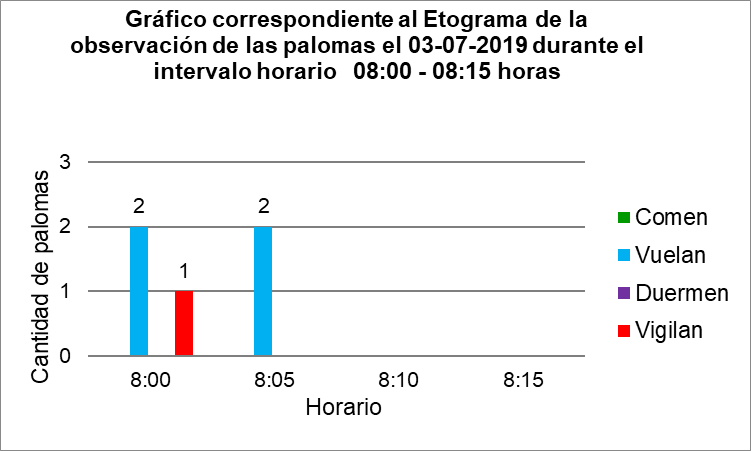 Gráfico correspondiente al Etograma de la
observación de las palomas el 03-07-2019 durante el
intervalo horario 08:00 - 08:15 horas
Cantidad de palomas
3
2
1
0
2
1
2
8:00
8:05
8:10
8:15
Horario
Comen
Vuelan
Duermen
Vigilan